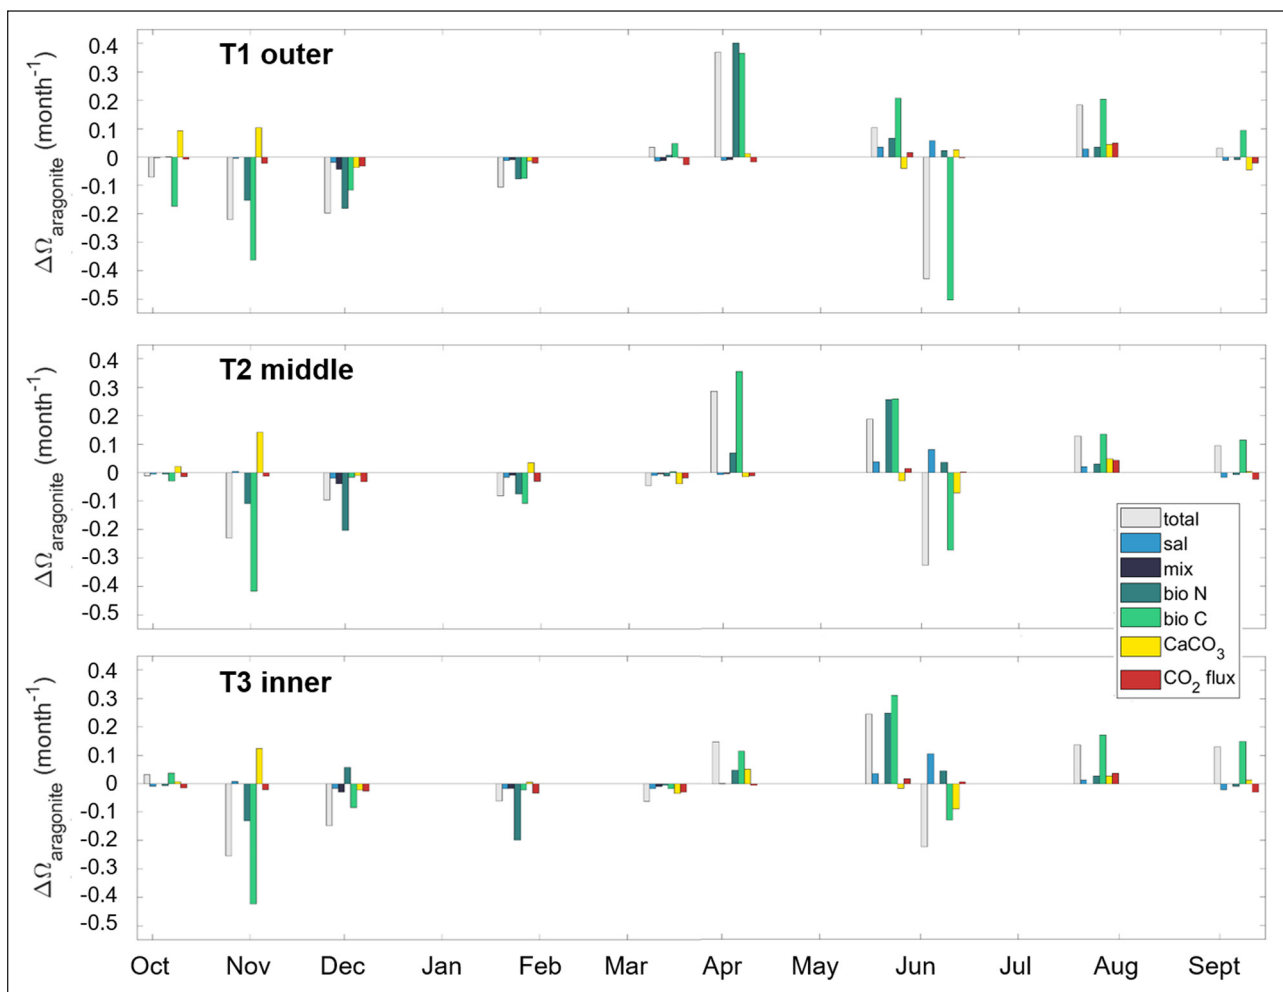 T1 outer
ΔΩaragonite (month-1)
0.4
0.3
0.2
0.1
0
-0.1
-0.2
-0.3
-0.4
-0.5
T2 middle
ΔΩaragonite (month-1)
0.4
0.3
0.2
0.1
0
-0.1
-0.2
-0.3
-0.4
-0.5
total
sal
mix
bio N
bio C
CaCO3
CO2 flux
T3 inner
ΔΩaragonite (month-1)
0.4
0.3
0.2
0.1
0
-0.1
-0.2
-0.3
-0.4
-0.5
Oct Nov Dec Jan Feb Mar Apr May Jun Jul Aug Sept